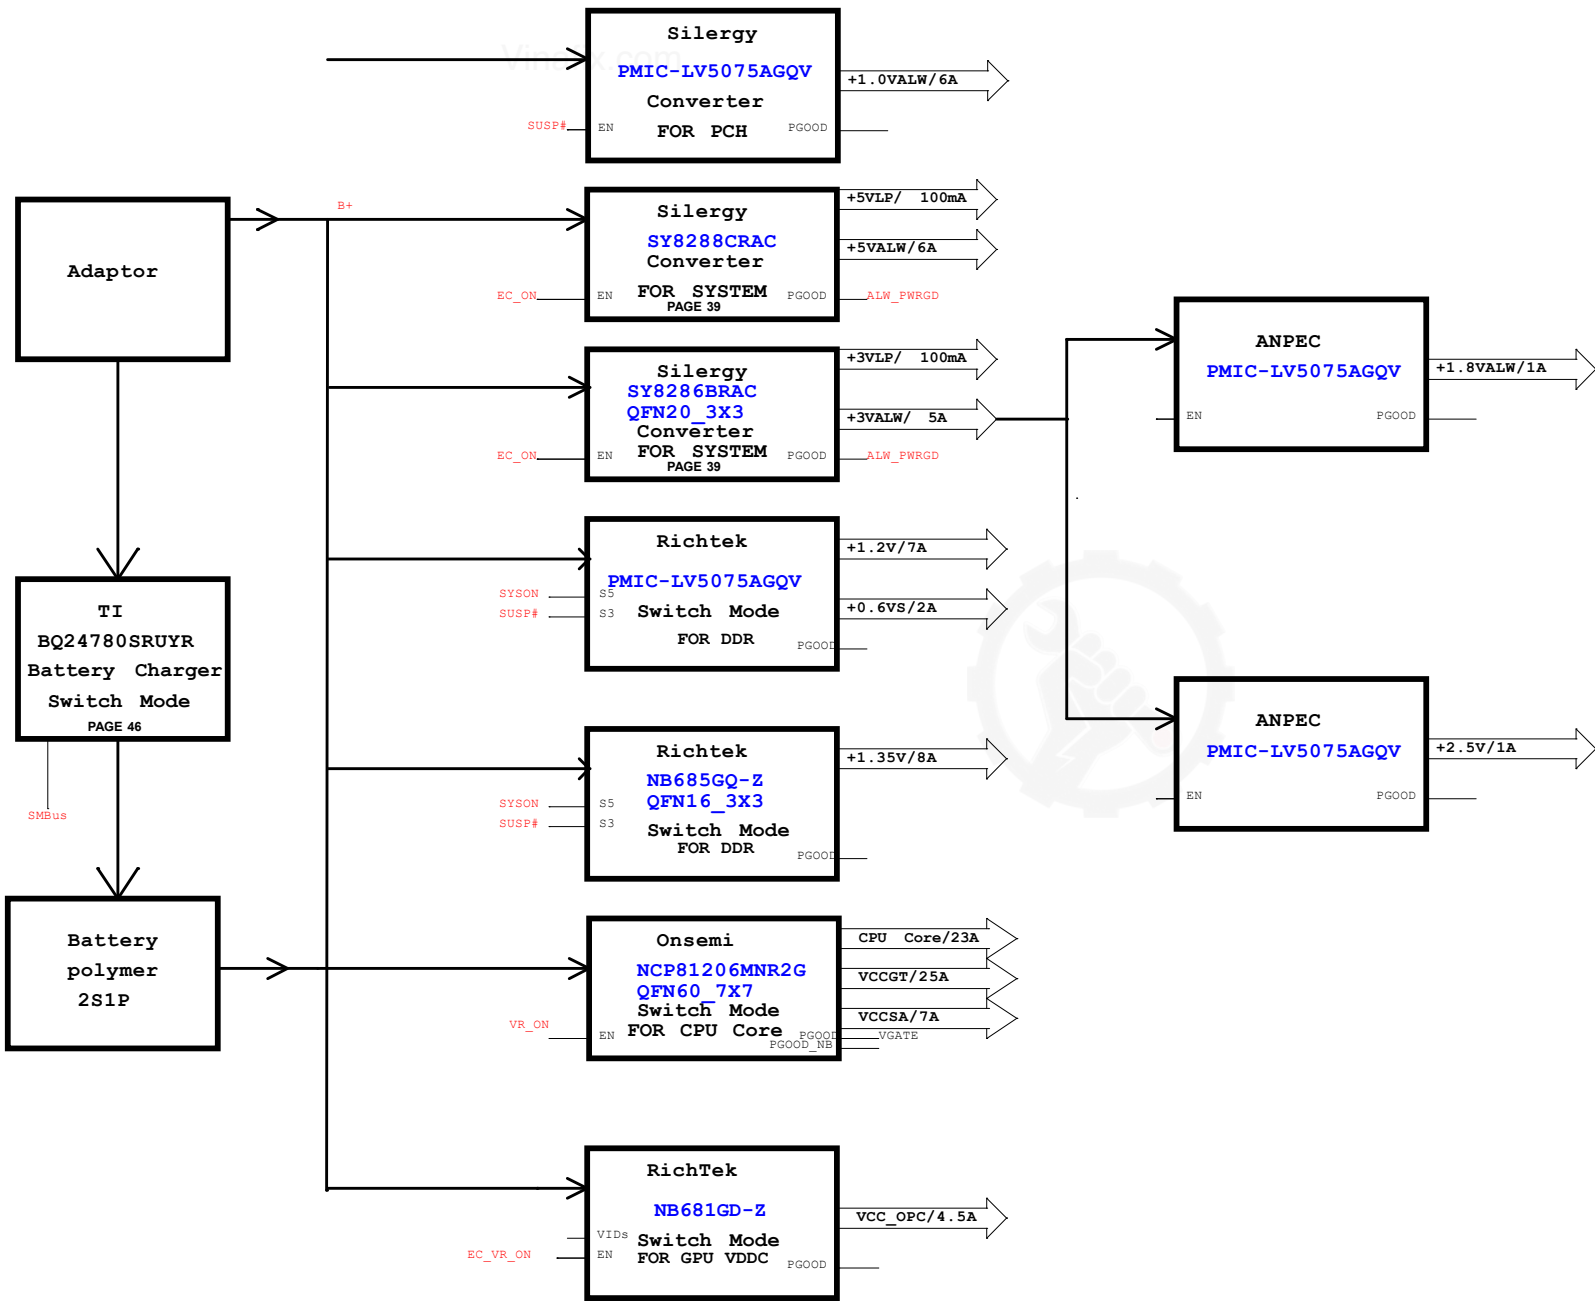 Vinafix.com
Silergy
PMIC-LV5075AGQV
Converter
FOR PCH
SUSP#
EN
PGOOD
+1.0VALW/6A
Adaptor
B+
Silergy
SY8288CRAC
Converter
FOR SYSTEM
PAGE 39
EC_ON
EN
PGOOD
ALW_PWRGD
+5VLP/ 100mA
+5VALW/6A
Silergy
SY8286BRAC
QFN20_3X3
Converter
FOR SYSTEM
PAGE 39
EC_ON
EN
PGOOD
ALW_PWRGD
+3VLP/ 100mA
+3VALW/ 5A
ANPEC
PMIC-LV5075AGQV
EN
PGOOD
+1.8VALW/1A
Richtek
PMIC-LV5075AGQV
Switch Mode
FOR DDR
SYSON
S5
SUSP#
S3
PGOOD
+1.2V/7A
+0.6VS/2A
TI
BQ24780SRUYR
Battery Charger
Switch Mode
PAGE 46
SMBus
ANPEC
PMIC-LV5075AGQV
EN
PGOOD
+2.5V/1A
Richtek
NB685GQ-Z
QFN16_3X3
Switch Mode
FOR DDR
SYSON
S5
SUSP#
S3
PGOOD
+1.35V/8A
Battery
polymer
2S1P
Onsemi
NCP81206MNR2G
QFN60_7X7
Switch Mode
FOR CPU Core
VR_ON
EN
PGOOD
VGATE
PGOOD_NB
CPU Core/23A
VCCGT/25A
VCCSA/7A
RichTek
NB681GD-Z
Switch Mode
FOR GPU VDDC
VIDs
EC_VR_ON
EN
PGOOD
VCC_OPC/4.5A